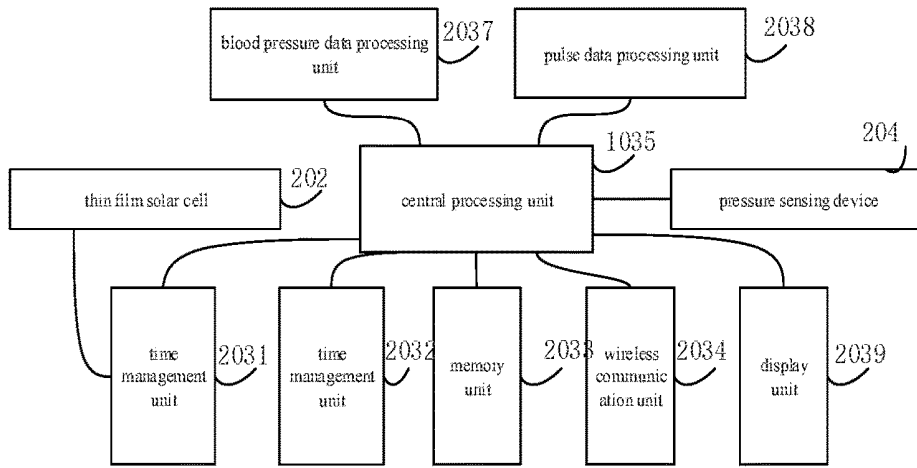 blood pressure data processing
unit
2037
pulse data processing unit
2038
thin film solar cell
202
central processing unit
1035
pressure sensing device
204
time
management
unit
2031
time
management
unit
2032
memory
unit
2033
wireless
communic
ation unit
2034
display
unit
2039